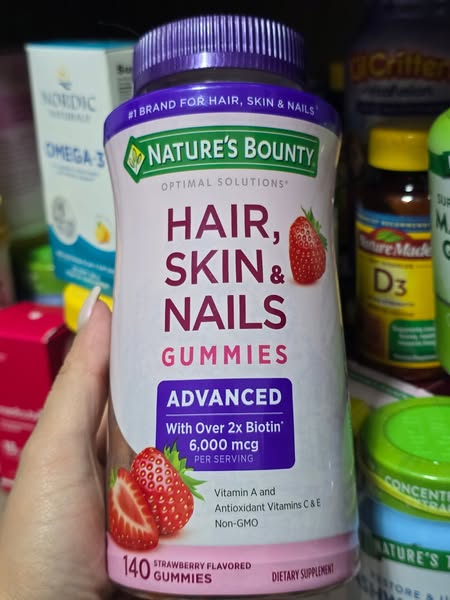 #1 BRAND FOR HAIR, SKIN & NAILS*
NATURE'S BOUNTY®
OPTIMAL SOLUTIONS®
HAIR,
SKIN &
NAILS
GUMMIES
ADVANCED
With Over 2x Biotin*
6,000 mcg
PER SERVING
Vitamin A and
Antioxidant Vitamins C & E
Non-GMO
140 STRAWBERRY FLAVORED
GUMMIES
DIETARY SUPPLEMENT
NORDIC
NATURALS
OMEGA-3
Nature Made
D3
NATURE'S